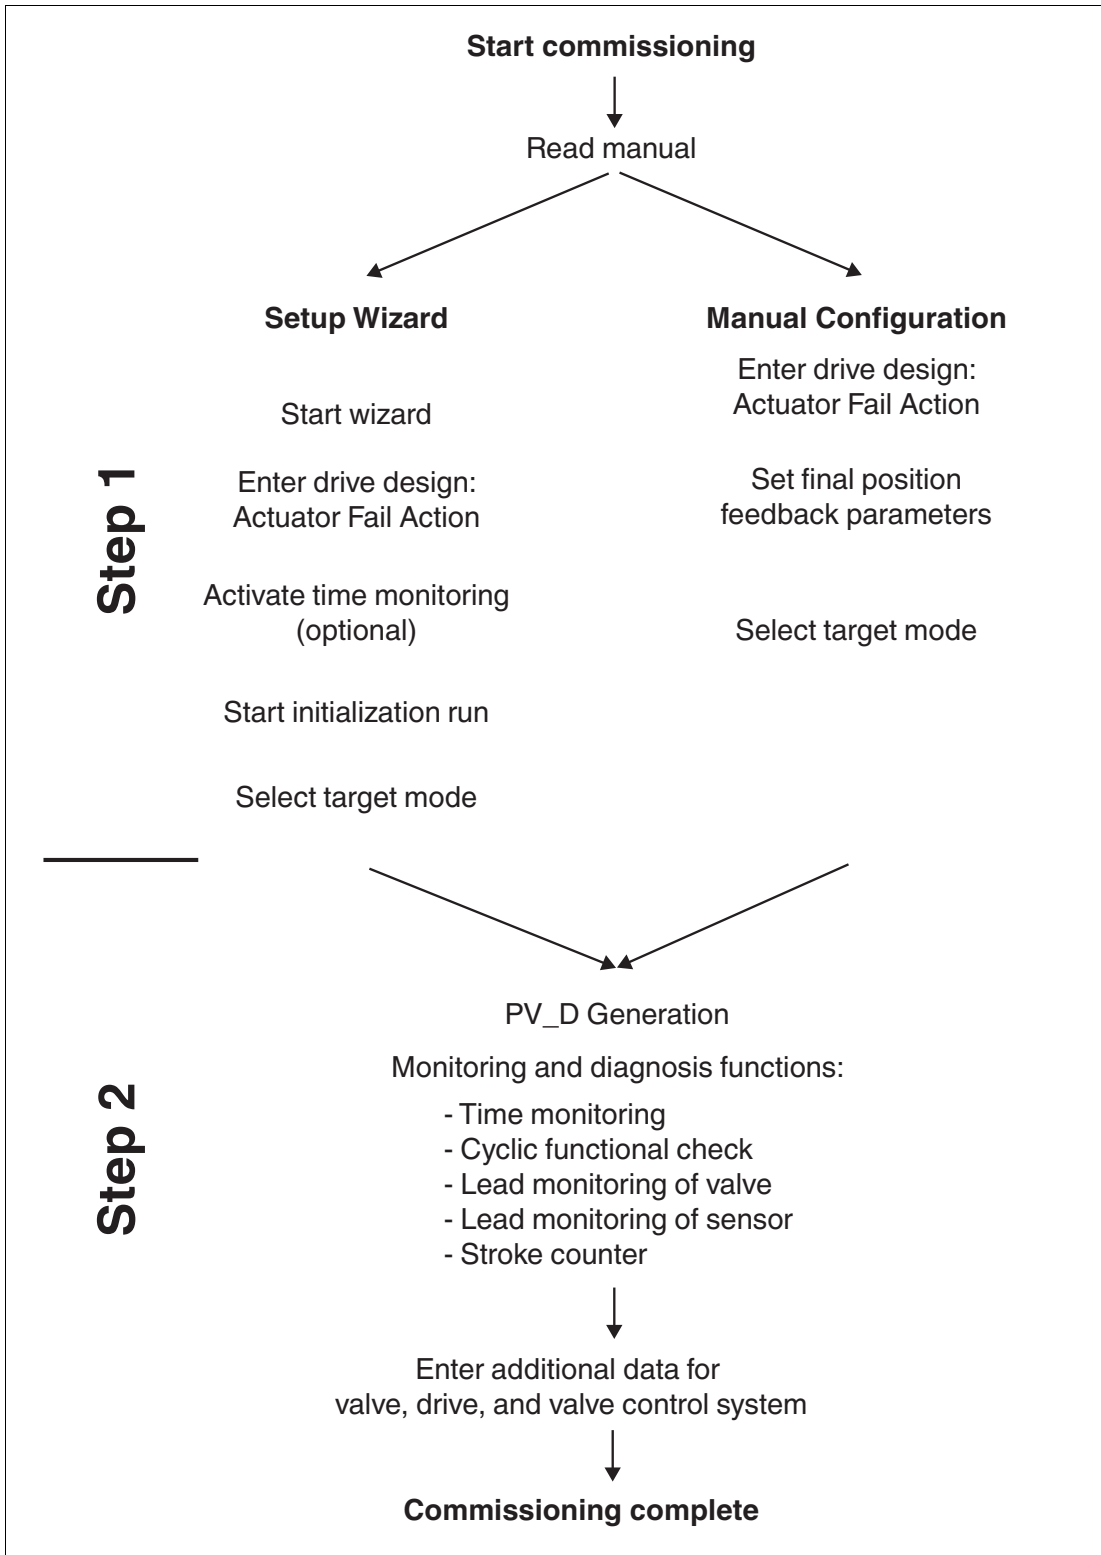 Start commissioning
Read manual
Step 1
Setup Wizard
Start wizard
Enter drive design:
Actuator Fail Action
Activate time monitoring
(optional)
Start initialization run
Select target mode
Manual Configuration
Enter drive design:
Actuator Fail Action
Set final position
feedback parameters
Select target mode
Step 2
PV_D Generation
Monitoring and diagnosis functions:
- Time monitoring
- Cyclic functional check
- Lead monitoring of valve
- Lead monitoring of sensor
- Stroke counter
Enter additional data for
valve, drive, and valve control system
Commissioning complete